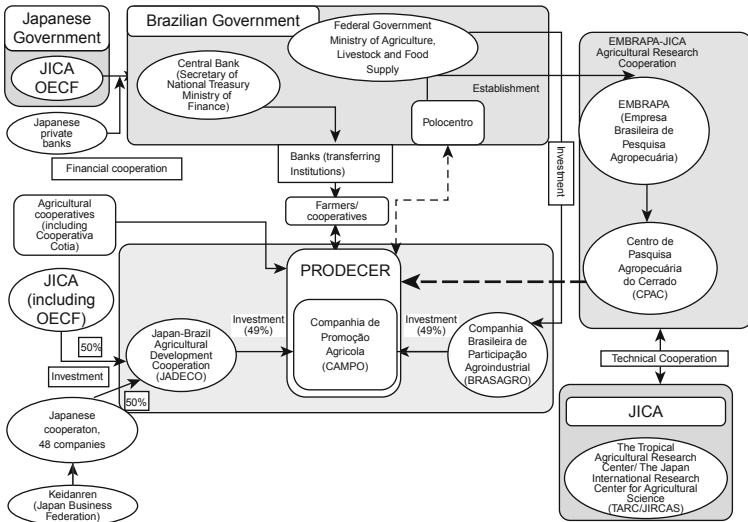 Japanese
Government
JICA
OECF
Japanese
private
banks
Financial cooperation
Brazilian Government
Federal Government
Ministry of Agriculture,
Livestock and Food
Supply
Central Bank
(Secretary of
National Treasury
Ministry of
Finance)
Establishment
Polocentro
Banks (transferring
Institutions)
Farmers/
cooperatives
Investment
EMBRAPA-JICA
Agricultural Research
Cooperation
EMBRAPA
(Empresa
Brasileira de
Pesquisa
Agropecuária)
Centro de
Pasquisa
Agropecuária
do Cerrado
(CPAC)
Agricultural
cooperatives
(including
Cooperativa
Cotia)
JICA
(including
OECF)
50%
Investment
50%
Japan-Brazil
Agricultural
Development
Cooperation
(JADECO)
Investment
(49%)
PRODECER
Companhia de
Promoção
Agricola
(CAMPO)
Investment
(49%)
Companhia
Brasileira de
Participação
Agroindustrial
(BRASAGRO)
Japanese
cooperaton,
48 companies
Keidanren
(Japan Business
Federation)
Technical Cooperation
JICA
The Tropical
Agricultural Research
Center/ The Japan
International Research
Center for Agricultural
Science
(TARC/JIRCAS)